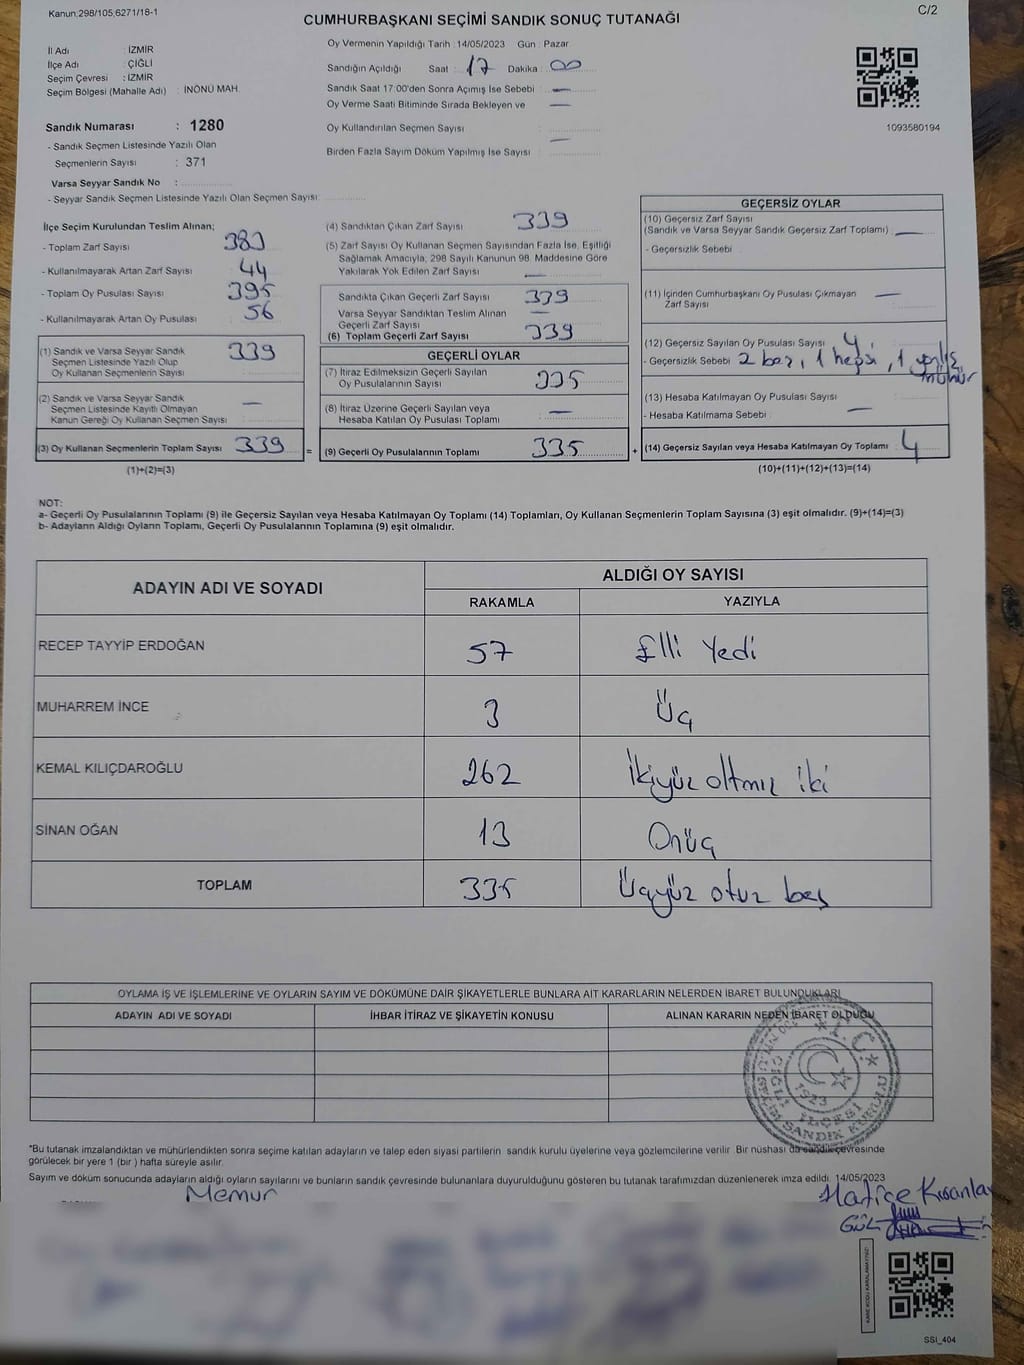 Kanun:298/105,6271/18-1
C/2
CUMHURBAŞKANI SEÇİMİ SANDIK SONUÇ TUTANAĞI
İl Adı : İZMİR
İlçe Adı : ÇİĞLİ
Seçim Çevresi : İZMİR
Seçim Bölgesi (Mahalle Adı) : İNÖNÜ MAH.
Oy Vermenin Yapıldığı Tarih : 14/05/2023 Gün : Pazar
Sandığın Açıldığı Saat : 17 Dakika : 00
Sandık Saat 17.00'den Sonra Açımış İse Sebebi : —
Oy Verme Saati Bitiminde Sırada Bekleyen ve —
Oy Kullandırılan Seçmen Sayısı :
Birden Fazla Sayım Döküm Yapılmış İse Sayısı : —
1093580194
Sandık Numarası : 1280
- Sandık Seçmen Listesinde Yazılı Olan
Seçmenlerin Sayısı : 371
Varsa Seyyar Sandık No :
- Seyyar Sandık Seçmen Listesinde Yazılı Olan Seçmen Sayısı:
İlçe Seçim Kurulundan Teslim Alınan;
- Toplam Zarf Sayısı 383
- Kullanılmayarak Artan Zarf Sayısı 44
- Toplam Oy Pusulası Sayısı 395
- Kullanılmayarak Artan Oy Pusulası 56
(1) Sandık ve Varsa Seyyar Sandık
Seçmen Listesinde Yazılı Olup
Oy Kullanan Seçmenlerin Sayısı 339
(2) Sandık ve Varsa Seyyar Sandık
Seçmen Listesinde Kayıtlı Olmayan
Kanun Gereği Oy Kullanan Seçmen Sayısı —
(3) Oy Kullanan Seçmenlerin Toplam Sayısı 339
(1)+(2)=(3)
(4) Sandıktan Çıkan Zarf Sayısı 339
(5) Zarf Sayısı Oy Kullanan Seçmen Sayısından Fazla İse, Eşitliği
Sağlamak Amacıyla, 298 Sayılı Kanunun 98. Maddesine Göre
Yakılarak Yok Edilen Zarf Sayısı —
Sandıkta Çıkan Geçerli Zarf Sayısı 339
Varsa Seyyar Sandıktan Teslim Alınan
Geçerli Zarf Sayısı —
(6) Toplam Geçerli Zarf Sayısı 339
GEÇERLİ OYLAR
(7) İtiraz Edilmeksizin Geçerli Sayılan
Oy Pusulalarının Sayısı 335
(8) İtiraz Üzerine Geçerli Sayılan veya
Hesaba Katılan Oy Pusulası Toplamı —
= (9) Geçerli Oy Pusulalarının Toplamı 335 +
GEÇERSİZ OYLAR
(10) Geçersiz Zarf Sayısı
(Sandık ve Varsa Seyyar Sandık Geçersiz Zarf Toplamı) —
- Geçersizlik Sebebi :
(11) İçinden Cumhurbaşkanı Oy Pusulası Çıkmayan
Zarf Sayısı —
(12) Geçersiz Sayılan Oy Pusulası Sayısı 4
- Geçersizlik Sebebi : 2 boş, 1 hepsi, 1 yanlış
mühür
(13) Hesaba Katılmayan Oy Pusulası Sayısı :
- Hesaba Katılmama Sebebi : —
(14) Geçersiz Sayılan veya Hesaba Katılmayan Oy Toplamı 4
(10)+(11)+(12)+(13)=(14)
NOT:
a- Geçerli Oy Pusulalarının Toplamı (9) ile Geçersiz Sayılan veya Hesaba Katılmayan Oy Toplamı (14) Toplamları, Oy Kullanan Seçmenlerin Toplam Sayısına (3) eşit olmalıdır. (9)+(14)=(3)
b- Adayların Aldığı Oyların Toplamı, Geçerli Oy Pusulalarının Toplamına (9) eşit olmalıdır.
ADAYIN ADI VE SOYADI
ALDIĞI OY SAYISI
RAKAMLA YAZIYLA
RECEP TAYYİP ERDOĞAN 57 Elli Yedi
MUHARREM İNCE 3 Üç
KEMAL KILIÇDAROĞLU 262 İkiyüz altmış iki
SİNAN OĞAN 13 Onüç
TOPLAM 335 Üçyüz otuz beş
OYLAMA İŞ VE İŞLEMLERİNE VE OYLARIN SAYIM VE DÖKÜMÜNE DAİR ŞİKAYETLERLE BUNLARA AİT KARARLARIN NELERDEN İBARET BULUNDUKLARI
ADAYIN ADI VE SOYADI
İHBAR İTİRAZ VE ŞİKAYETİN KONUSU
ALINAN KARARIN NEDEN İBARET OLDUĞU
T.C.
1923
ÇİĞLİ İLÇESİ
SANDIK KURULU
*Bu tutanak imzalandıktan ve mühürlendikten sonra seçime katılan adayların ve talep eden siyasi partilerin sandık kurulu üyelerine veya gözlemcilerine verilir. Bir nüshası da sandık çevresinde
görülecek bir yere 1 (bir ) hafta süreyle asılır.
Sayım ve döküm sonucunda adayların aldığı oyların sayılarını ve bunların sandık çevresinde bulunanlara duyurulduğunu gösteren bu tutanak tarafımızdan düzenlenerek imza edildi. 14/05/2023
Memur
Hatice
GÜL
SSI_404